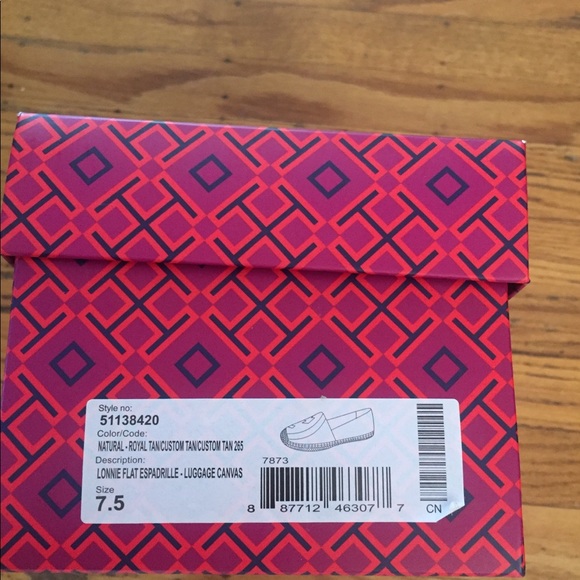 Style no:
51138420
Color/Code:
NATURAL - ROYAL TAN/CUSTOM TAN/CUSTOM TAN 265
Description:
LONNIE FLAT ESPADRILLE - LUGGAGE CANVAS
Size
7.5
7873
8 87712 46307 7
CN